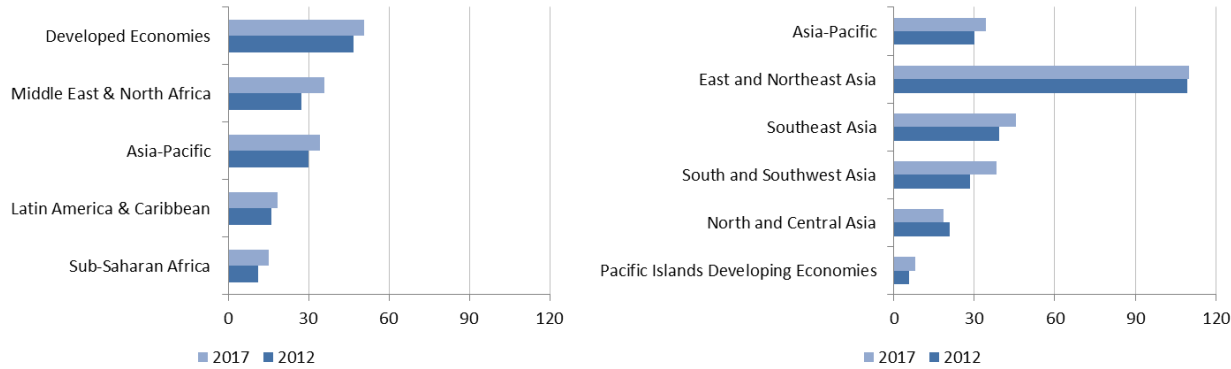 Developed Economies
Middle East & North Africa
Asia-Pacific
Latin America & Caribbean
Sub-Saharan Africa
0 30 60 90 120
2017 2012
Asia-Pacific
East and Northeast Asia
Southeast Asia
South and Southwest Asia
North and Central Asia
Pacific Islands Developing Economies
0 30 60 90 120
2017 2012